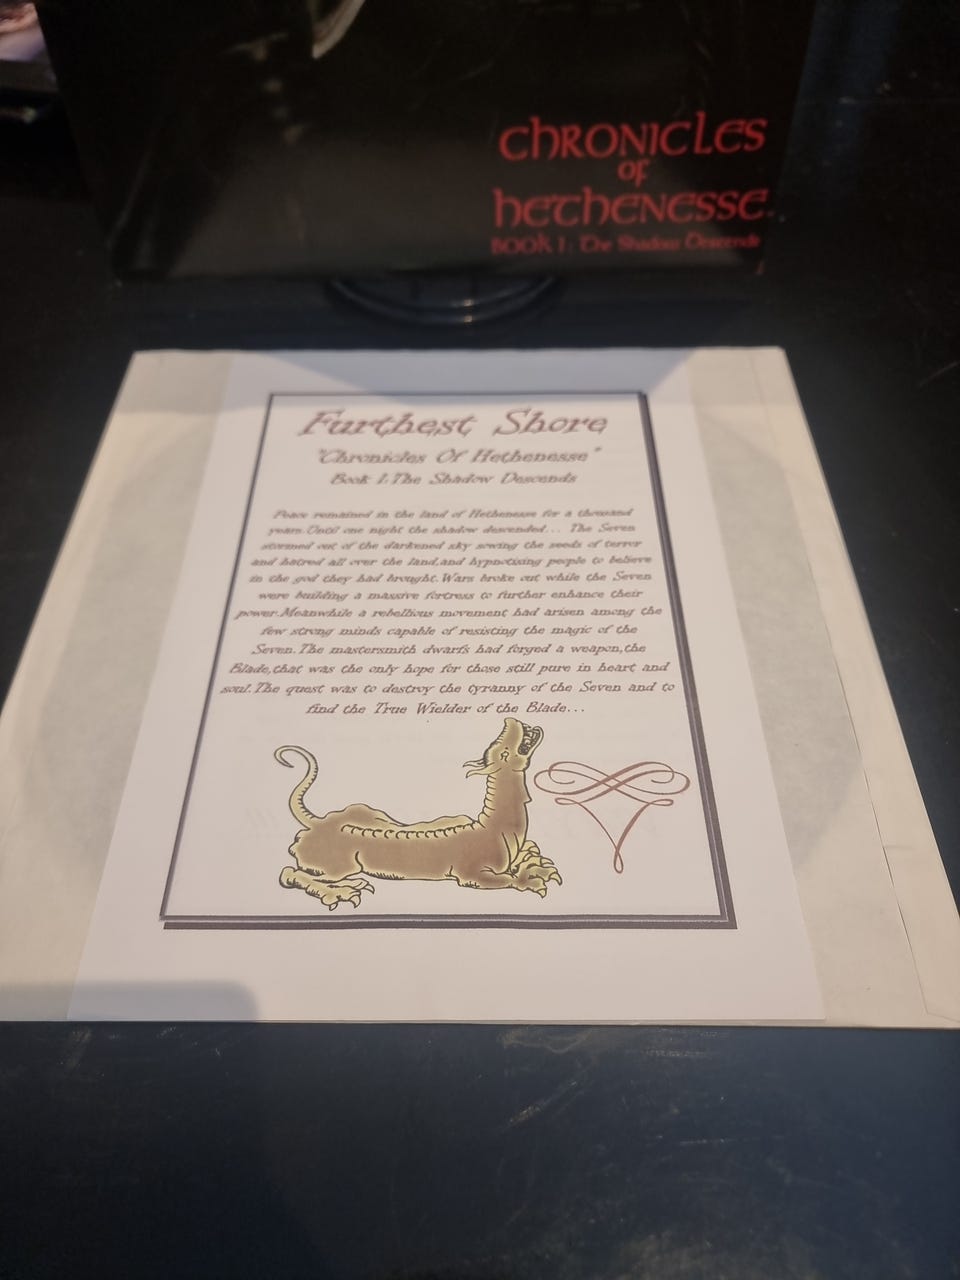 CHRONICLES
OF
HETHENESSE
BOOK 1: The Shadow Descends
Furthest Shore
"Chronicles Of Hethenesse"
Book 1.The Shadow Descends
Peace remained in the land of Hethenesse for a thousand
years.Until one night the shadow descended... The Seven
stormed out of the darkened sky sowing the seeds of terror
and hatred all over the land,and hypnotising people to believe
in the god they had brought.Wars broke out while the Seven
were building a massive fortress to further enhance their
power.Meanwhile a rebellious movement had arisen among the
few strong minds capable of resisting the magic of the
Seven.The mastersmith dwarfs had forged a weapon,the
Blade,that was the only hope for those still pure in heart and
soul.The quest was to destroy the tyranny of the Seven and to
find the True Wielder of the Blade...